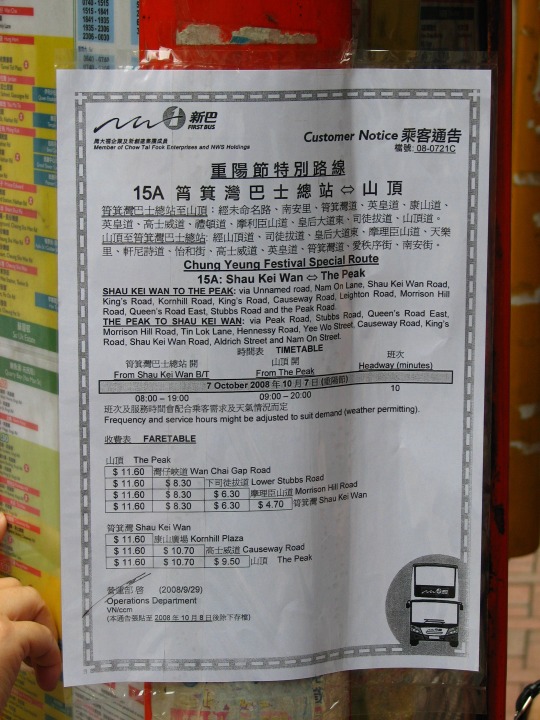 新巴
FIRST BUS
周大福企業及新創建集團成員
Member of Chow Tai Fook Enterprises and NWS Holdings
Customer Notice 乘客通告
檔號: 08-0721C
重陽節特別路線
15A 筲箕灣巴士總站 ⇔ 山頂
筲箕灣巴士總站至山頂：經未命名路、南安里、筲箕灣道、英皇道、康山道、
英皇道、高士威道、禮頓道、摩利臣山道、皇后大道東、司徒拔道、山頂道。
山頂至筲箕灣巴士總站: 經山頂道、司徒拔道、皇后大道東、摩理臣山道、天樂
里、軒尼詩道、怡和街、高士威道、英皇道、筲箕灣道、愛秩序街、南安街。
Chung Yeung Festival Special Route
15A: Shau Kei Wan ⇔ The Peak
SHAU KEI WAN TO THE PEAK: via Unnamed road, Nam On Lane, Shau Kei Wan Road,
King's Road, Kornhill Road, King's Road, Causeway Road, Leighton Road, Morrison Hill
Road, Queen's Road East, Stubbs Road and the Peak Road.
THE PEAK TO SHAU KEI WAN: via Peak Road, Stubbs Road, Queen's Road East,
Morrison Hill Road, Tin Lok Lane, Hennessy Road, Yee Wo Street, Causeway Road, King's
Road, Shau Kei Wan Road, Aldrich Street and Nam On Street.
時間表 TIMETABLE
筲箕灣巴士總站 開 山頂 開 班次
From Shau Kei Wan B/T From The Peak Headway (minutes)
7 October 2008 年 10 月 7 日 (重陽節)
08:00 – 19:00 09:00 – 20:00 10
班次及服務時間會配合乘客需求及天氣情況而定
Frequency and service hours might be adjusted to suit demand (weather permitting).
收費表 FARETABLE
山頂 The Peak
$ 11.60 灣仔峽道 Wan Chai Gap Road
$ 11.60 $ 8.30 下司徒拔道 Lower Stubbs Road
$ 11.60 $ 8.30 $ 6.30 摩理臣山道 Morrison Hill Road
$ 11.60 $ 8.30 $ 6.30 $ 4.70 筲箕灣 Shau Kei Wan
筲箕灣 Shau Kei Wan
$ 11.60 康山廣場 Kornhill Plaza
$ 11.60 $ 10.70 高士威道 Causeway Road
$ 11.60 $ 10.70 $ 9.50 山頂 The Peak
營運部 啓 (2008/9/29)
Operations Department
VN/ccm
(本通告張貼至 2008 年 10 月 8 日後除下存檔)